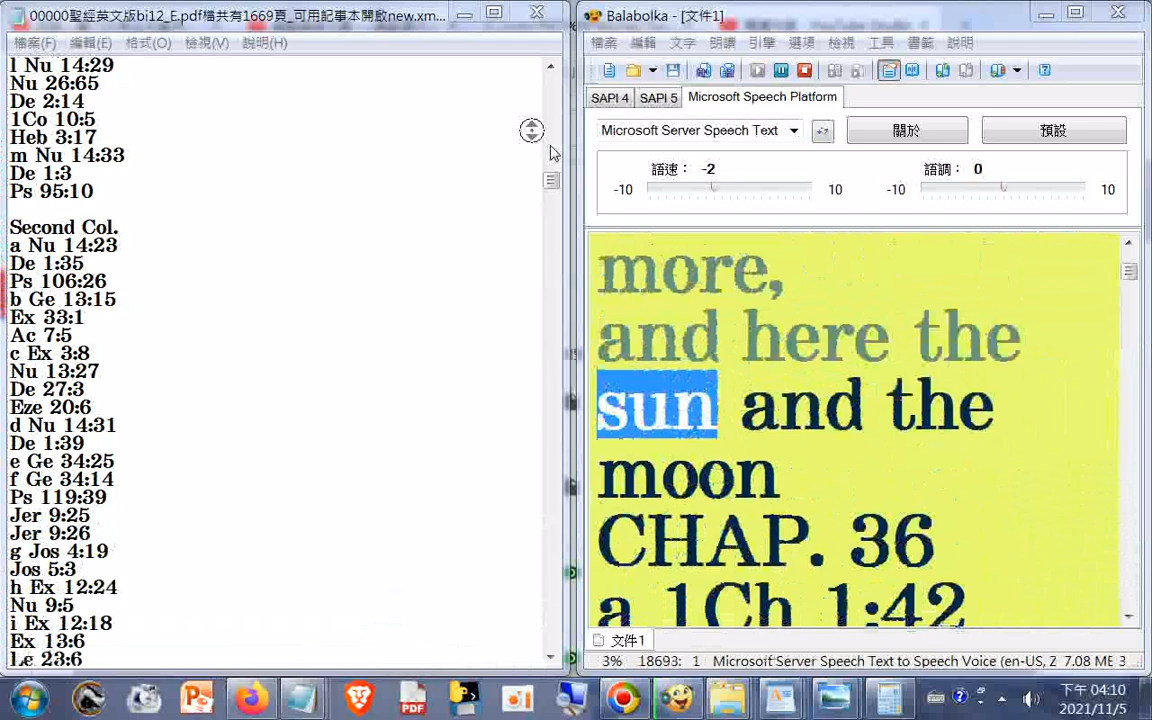 00000聖經英文版bi12_E.pdf檔共有1669頁_可用記事本開啟new.xm...
檔案(F) 編輯(E) 格式(O) 檢視(V) 說明(H)
l Nu 14:29
Nu 26:65
De 2:14
1Co 10:5
Heb 3:17
m Nu 14:33
De 1:3
Ps 95:10
Second Col.
a Nu 14:23
De 1:35
Ps 106:26
b Ge 13:15
Ex 33:1
Ac 7:5
c Ex 3:8
Nu 13:27
De 27:3
Eze 20:6
d Nu 14:31
De 1:39
e Ge 34:25
f Ge 34:14
Ps 119:39
Jer 9:25
Jer 9:26
g Jos 4:19
Jos 5:3
h Ex 12:24
Nu 9:5
i Ex 12:18
Ex 13:6
Le 23:6
Balabolka - [文件1]
檔案 編輯 文字 朗讀 引擎 選項 檢視 工具 書籤 說明
SAPI 4 SAPI 5 Microsoft Speech Platform
Microsoft Server Speech Text 關於 預設
語速： -2 語調： 0
-10 10 -10 10
more,
and here the
sun and the
moon
CHAP. 36
a 1Ch 1:42
文件1
3% 18693: 1 Microsoft Server Speech Text to Speech Voice (en-US, 2 7.08 MB 3
PDF
下午 04:10
2021/11/5